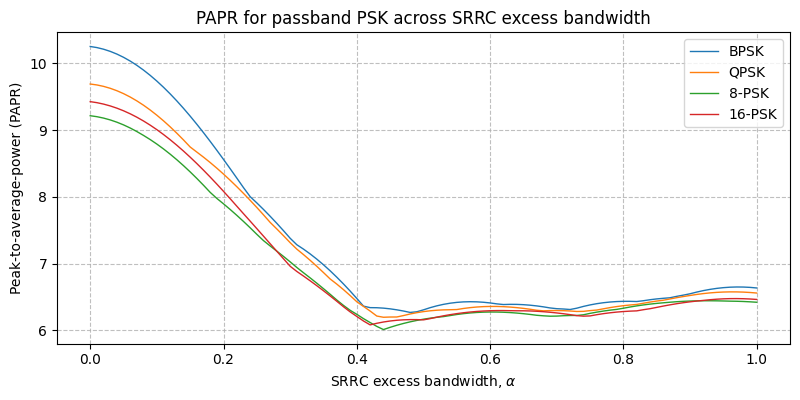 PAPR for passband PSK across SRRC excess bandwidth
Peak-to-average-power (PAPR)
10
9
8
7
6
BPSK
QPSK
8-PSK
16-PSK
0.0
0.2
0.4
0.6
0.8
1.0
SRRC excess bandwidth, α